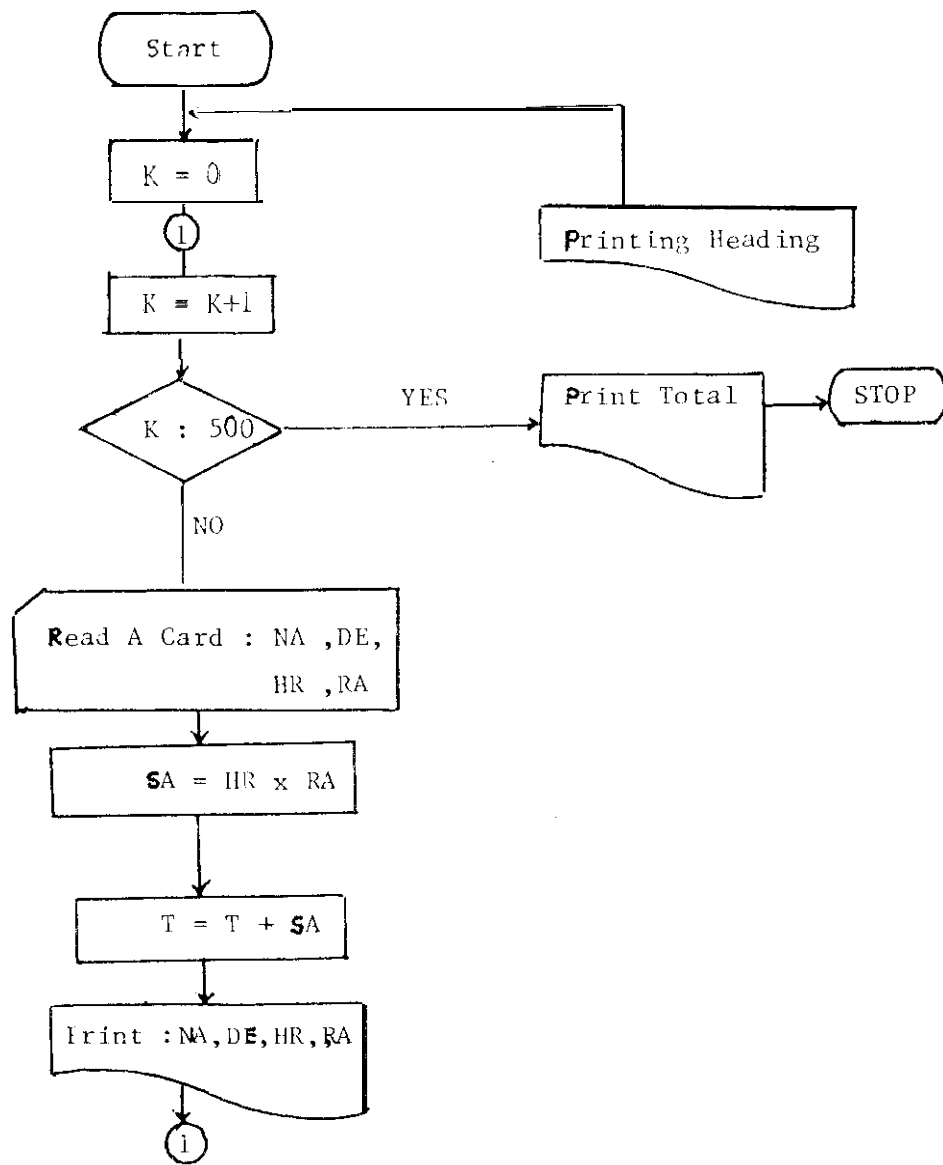 Start
K = 0
Printing Heading
1
K = K+1
K : 500
YES
Print Total
STOP
NO
Read A Card : NA ,DE,
HR ,RA
SA = HR x RA
T = T + SA
Print :NA,DE,HR,RA
1